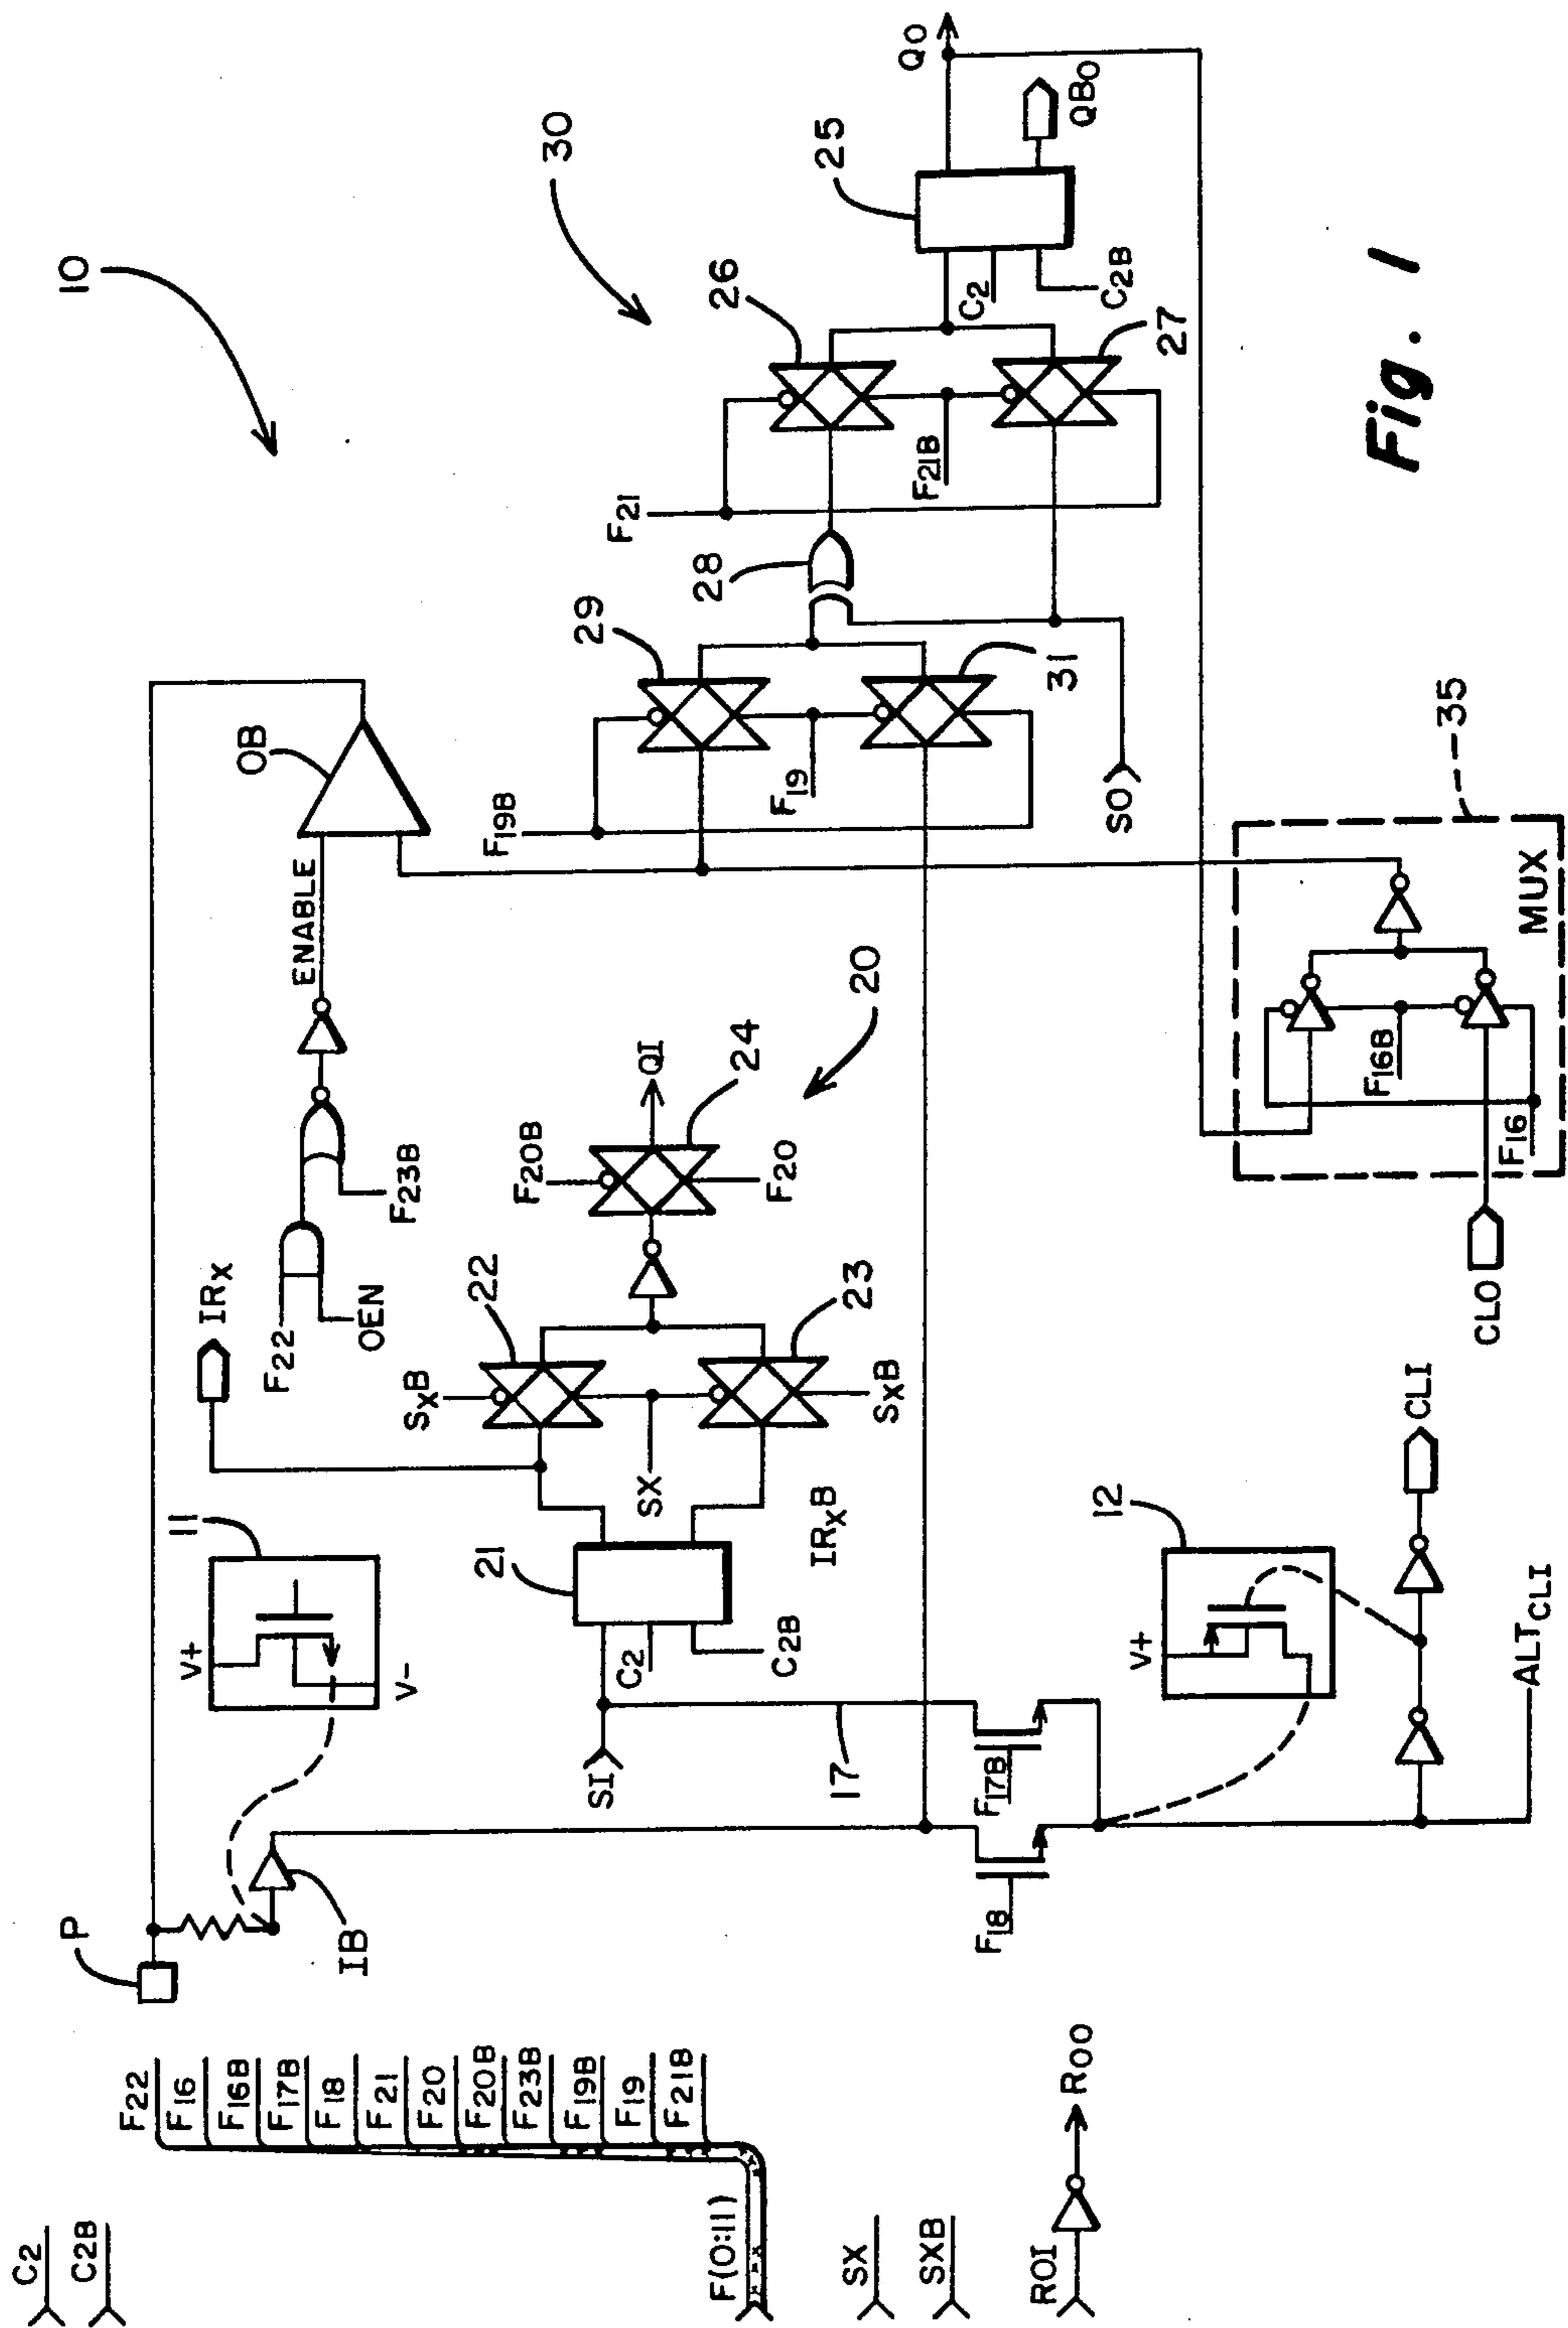 C2
C2B
F(0:11)
F22
F16
F16B
F17B
F18
F21
F20
F20B
F23B
F19B
F19
F21B
SX
SXB
ROI
ROO
P
IB
11
V+
V-
IRX
F22
OEN
F23B
ENABLE
OB
10
SI
C2
C2B
21
IRXB
SXB
22
SX
SXB
23
F20B
F20
24
QI
20
17
F18
F17B
12
V+
ALTCLI
CLI
CLO
F16
F16B
MUX
35
F19B
F19
29
31
28
SO
F21
F21B
26
27
30
C2
C2B
25
QO
QBO
Fig. 1